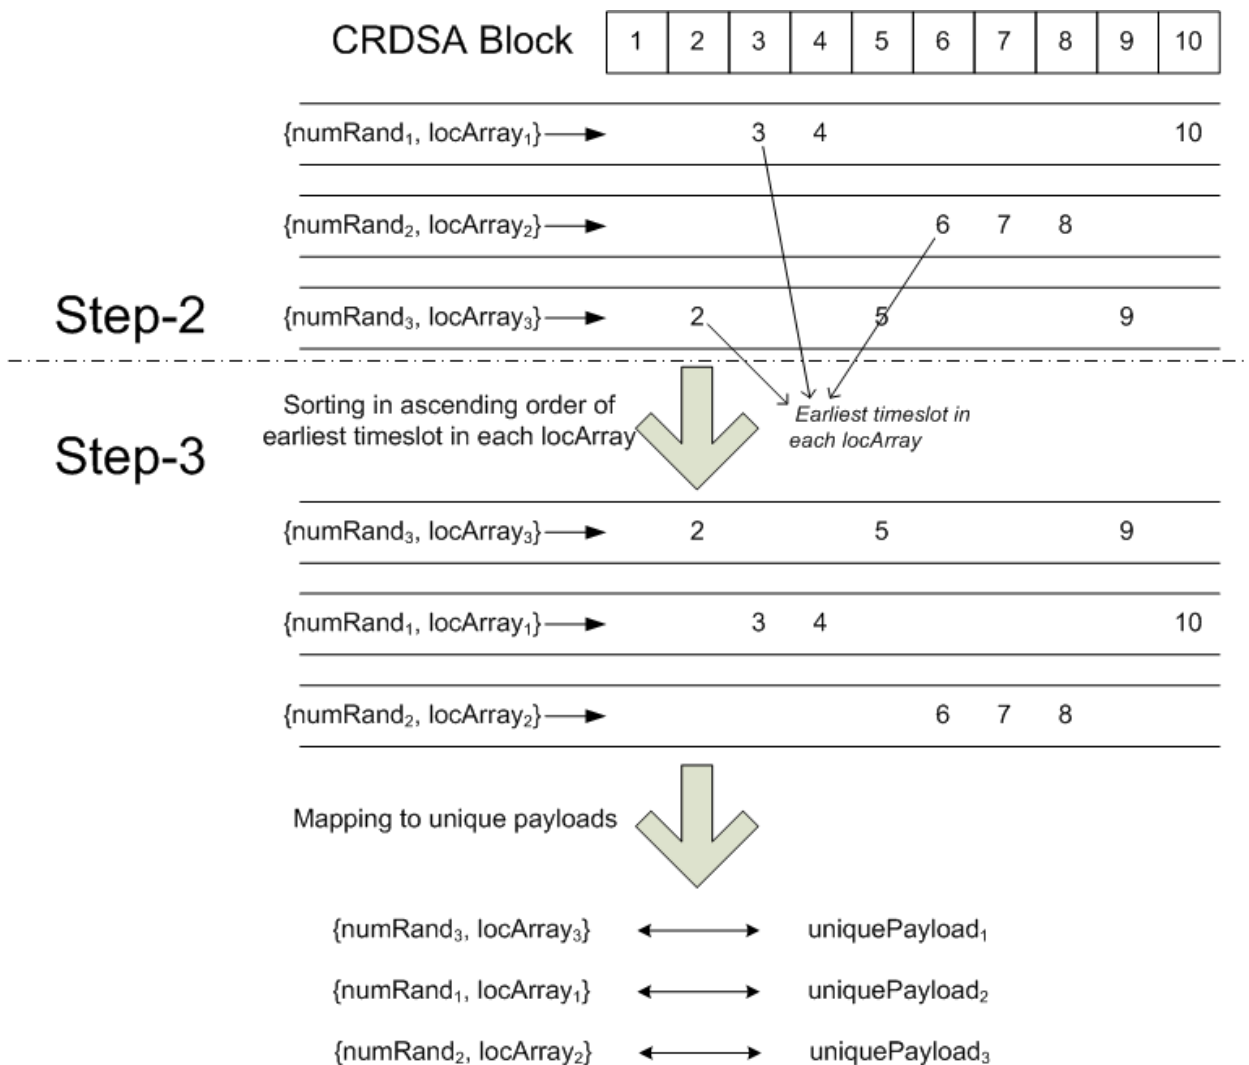 CRDSA Block 1 2 3 4 5 6 7 8 9 10
{numRand₁, locArray₁} 3 4 10
{numRand₂, locArray₂} 6 7 8
Step-2 {numRand₃, locArray₃} 2 5 9
Sorting in ascending order of
earliest timeslot in each locArray
Earliest timeslot in
each locArray
Step-3
{numRand₃, locArray₃} 2 5 9
{numRand₁, locArray₁} 3 4 10
{numRand₂, locArray₂} 6 7 8
Mapping to unique payloads
{numRand₃, locArray₃} uniquePayload₁
{numRand₁, locArray₁} uniquePayload₂
{numRand₂, locArray₂} uniquePayload₃